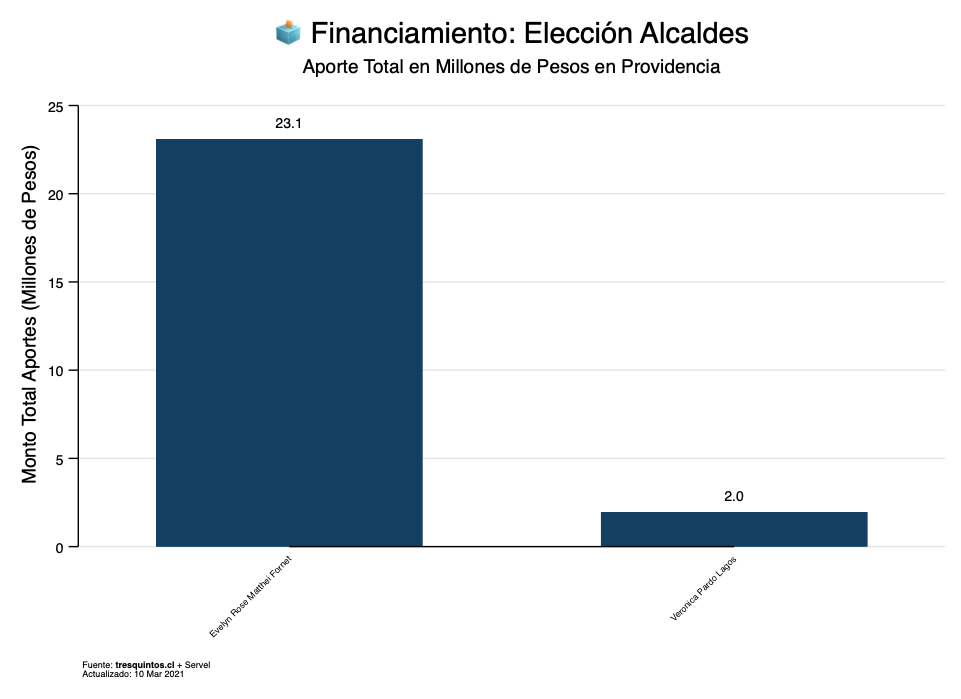 Financiamiento: Elección Alcaldes
Aporte Total en Millones de Pesos en Providencia
Monto Total Aportes (Millones de Pesos)
25
20
15
10
5
0
23.1
2.0
Evelyn Rose Matthei Fornet
Veronica Pardo Lagos
Fuente: tresquintos.cl + Servel
Actualizado: 10 Mar 2021